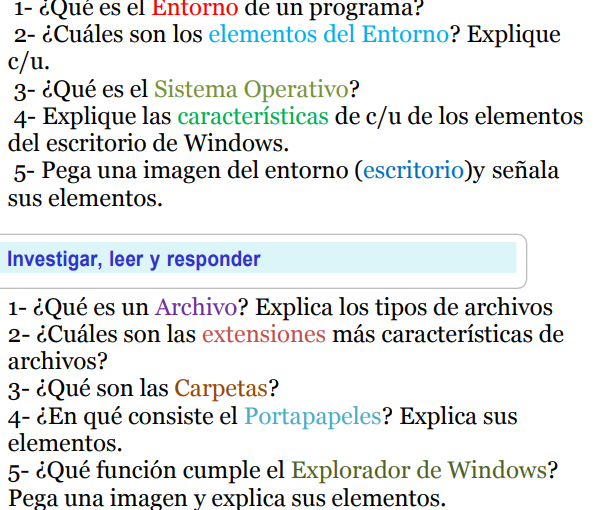 1- ¿Qué es el Entorno de un programa?
2- ¿Cuáles son los elementos del Entorno? Explique
c/u.
3- ¿Qué es el Sistema Operativo?
4- Explique las características de c/u de los elementos
del escritorio de Windows.
5- Pega una imagen del entorno (escritorio)y señala
sus elementos.
Investigar, leer y responder
1- ¿Qué es un Archivo? Explica los tipos de archivos
2- ¿Cuáles son las extensiones más características de
archivos?
3- ¿Qué son las Carpetas?
4- ¿En qué consiste el Portapapeles? Explica sus
elementos.
5- ¿Qué función cumple el Explorador de Windows?
Pega una imagen y explica sus elementos.